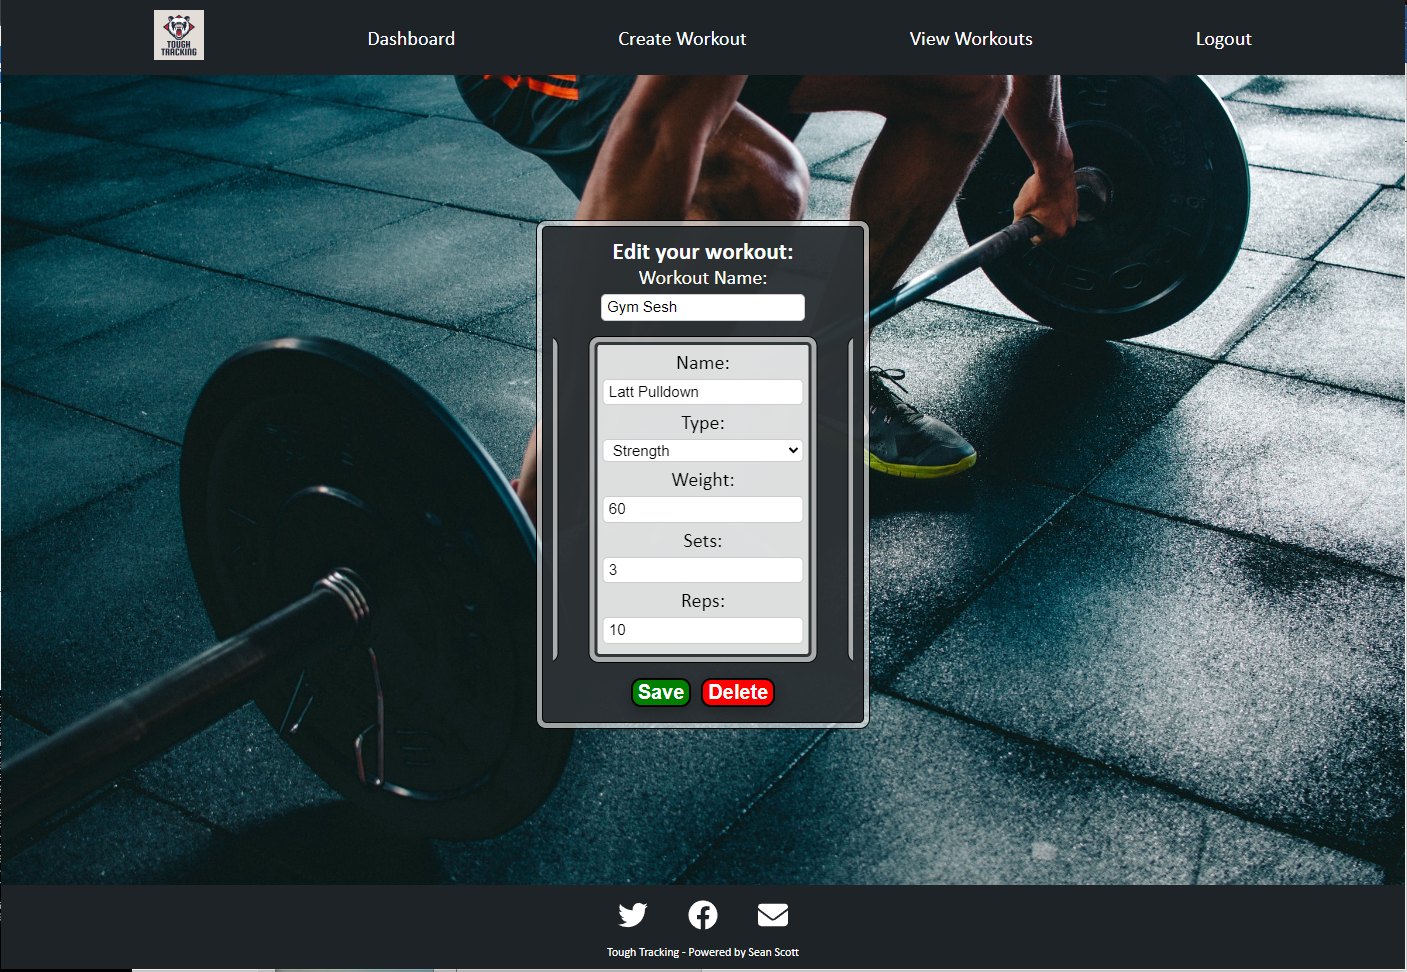 TOUGH
TRACKING
Dashboard
Create Workout
View Workouts
Logout
Edit your workout:
Workout Name:
Gym Sesh
Name:
Latt Pulldown
Type:
Strength
Weight:
60
Sets:
3
Reps:
10
Save
Delete
Tough Tracking - Powered by Sean Scott